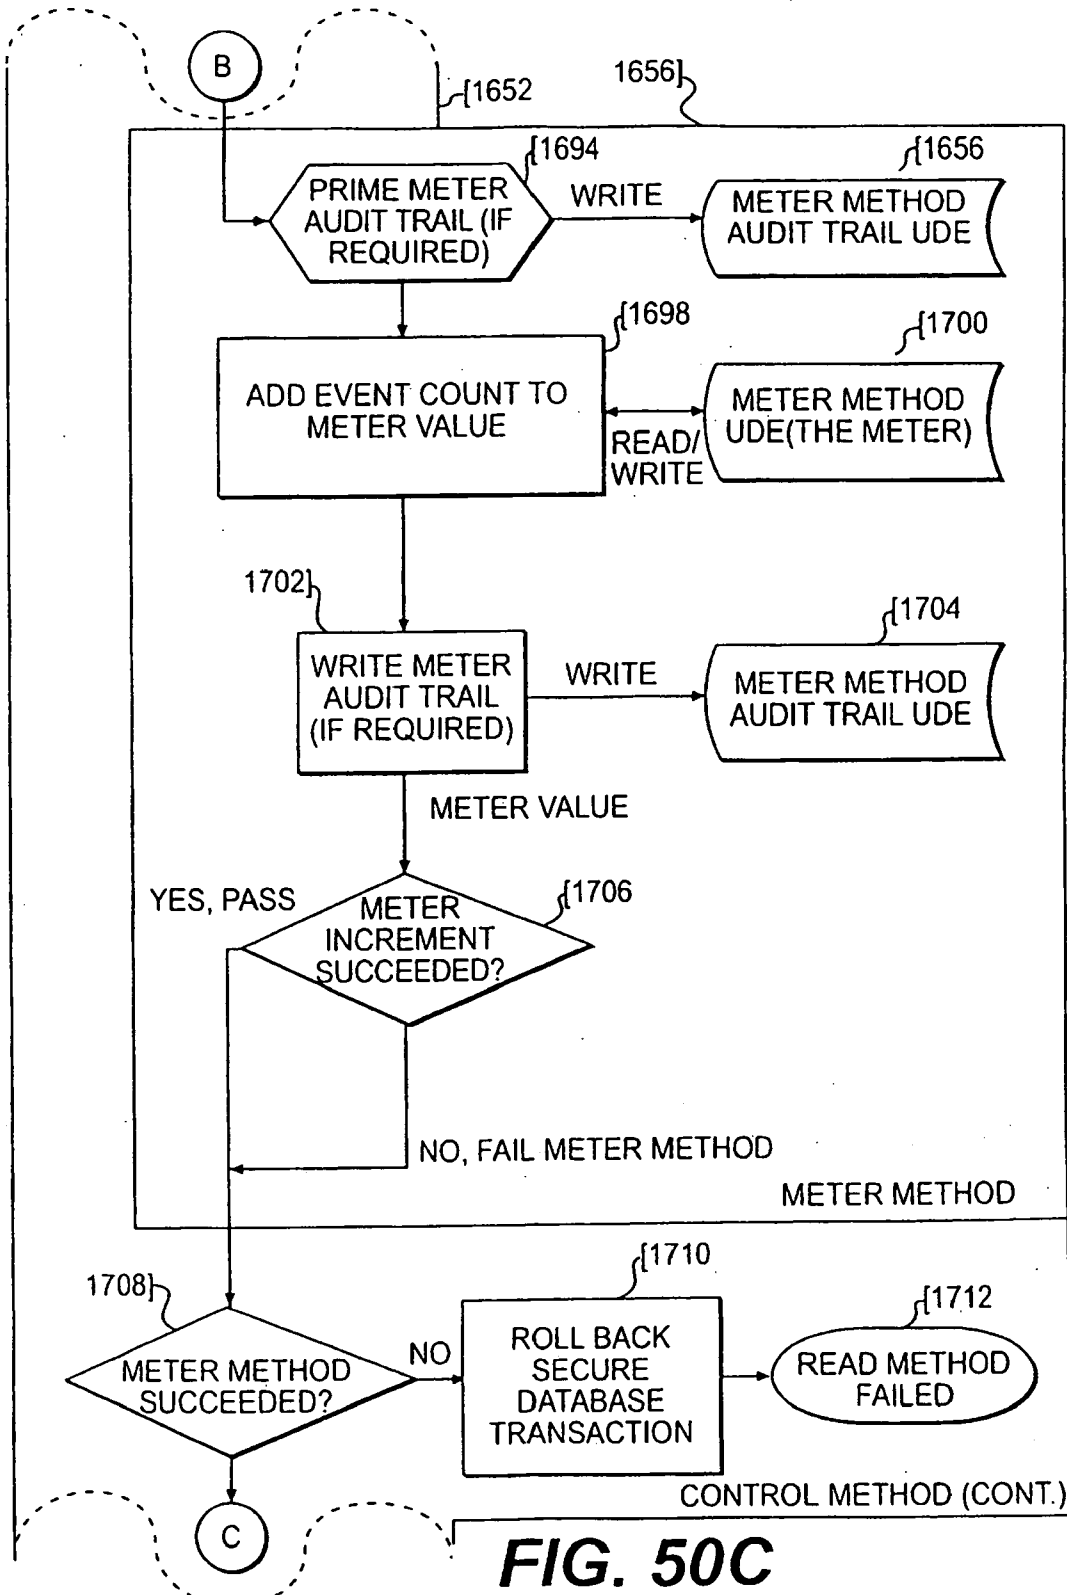 B
[1652
1656]
[1694
PRIME METER
AUDIT TRAIL (IF
REQUIRED)
WRITE
[1656
METER METHOD
AUDIT TRAIL UDE
[1698
ADD EVENT COUNT TO
METER VALUE
READ/
WRITE
[1700
METER METHOD
UDE(THE METER)
1702]
WRITE METER
AUDIT TRAIL
(IF REQUIRED)
WRITE
[1704
METER METHOD
AUDIT TRAIL UDE
METER VALUE
YES, PASS
[1706
METER
INCREMENT
SUCCEEDED?
NO, FAIL METER METHOD
METER METHOD
1708]
METER METHOD
SUCCEEDED?
NO
[1710
ROLL BACK
SECURE
DATABASE
TRANSACTION
[1712
READ METHOD
FAILED
CONTROL METHOD (CONT.)
C
FIG. 50C